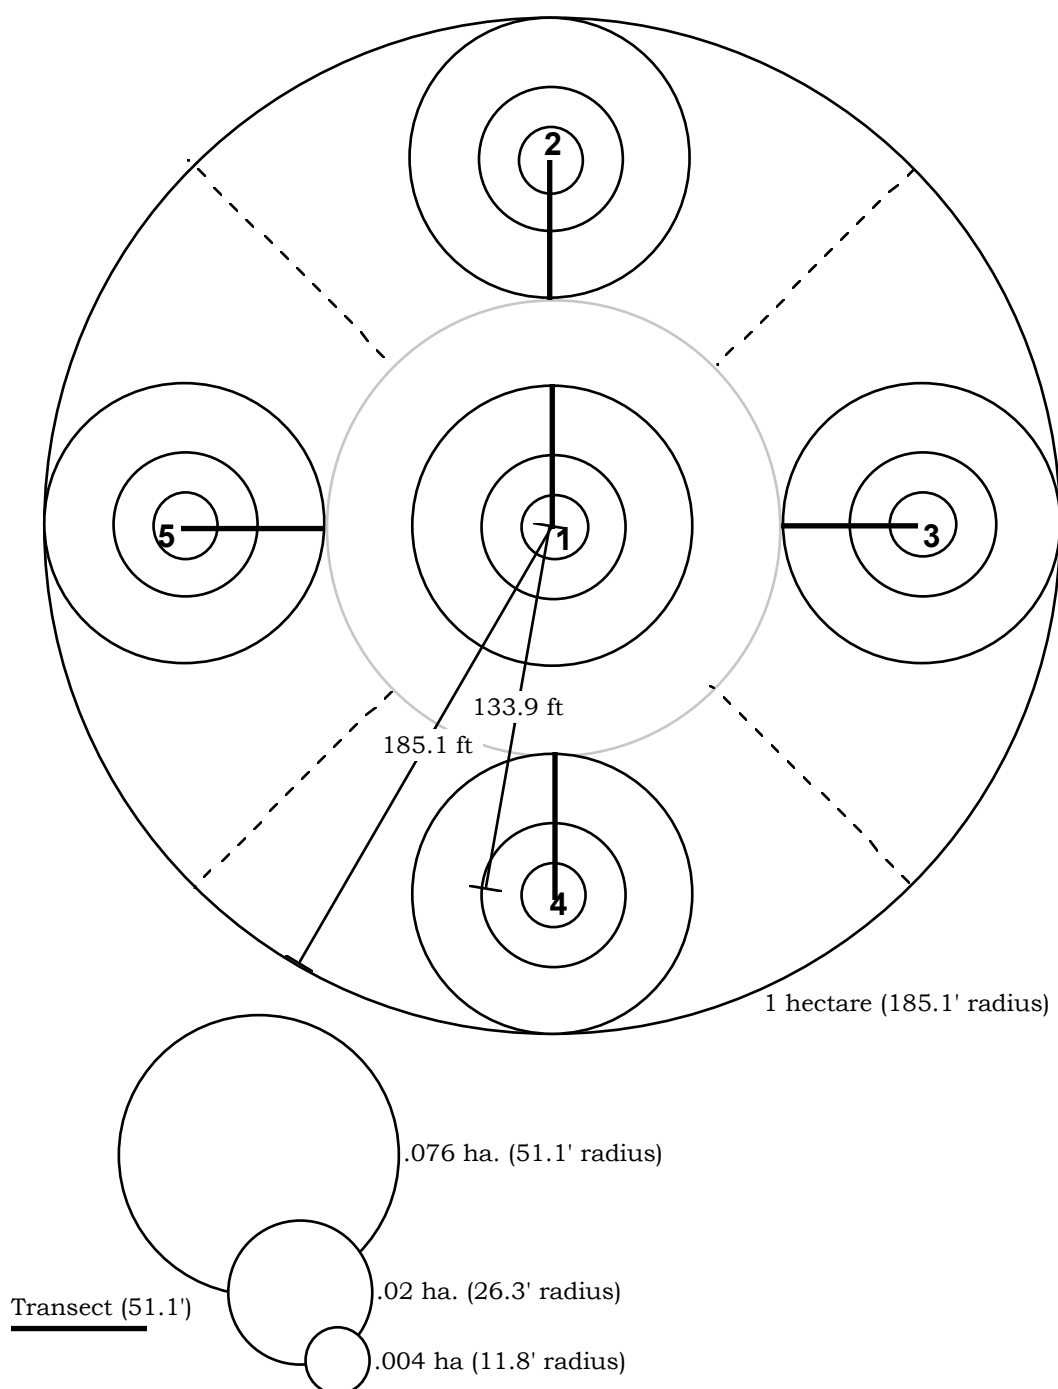 2
5
1
3
133.9 ft
185.1 ft
4
1 hectare (185.1' radius)
.076 ha. (51.1' radius)
.02 ha. (26.3' radius)
Transect (51.1')
.004 ha (11.8' radius)